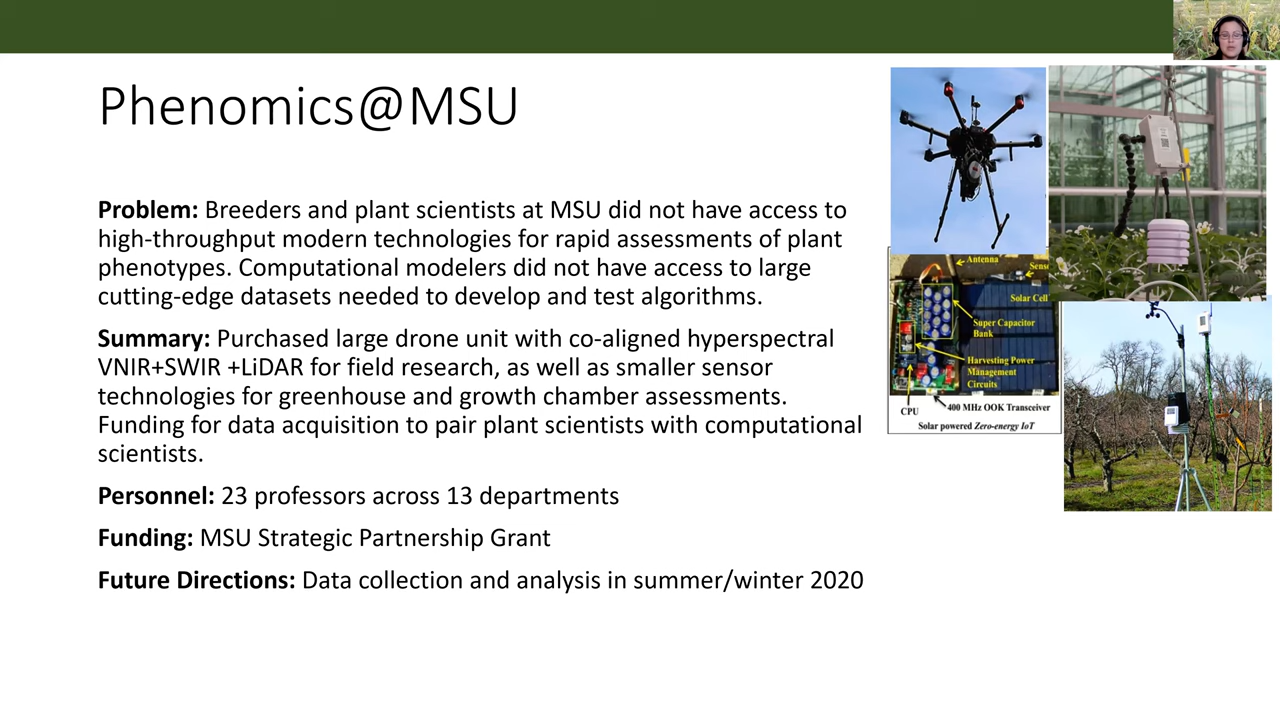 Phenomics@MSU
Problem: Breeders and plant scientists at MSU did not have access to
high-throughput modern technologies for rapid assessments of plant
phenotypes. Computational modelers did not have access to large
cutting-edge datasets needed to develop and test algorithms.
Summary: Purchased large drone unit with co-aligned hyperspectral
VNIR+SWIR +LiDAR for field research, as well as smaller sensor
technologies for greenhouse and growth chamber assessments.
Funding for data acquisition to pair plant scientists with computational
scientists.
Personnel: 23 professors across 13 departments
Funding: MSU Strategic Partnership Grant
Future Directions: Data collection and analysis in summer/winter 2020
Antenna
Solar Cell
Super Capacitor
Bank
Harvesting Power
Management
Circuits
CPU
400 MHz OOK Transceiver
Solar powered Zero-energy IoT